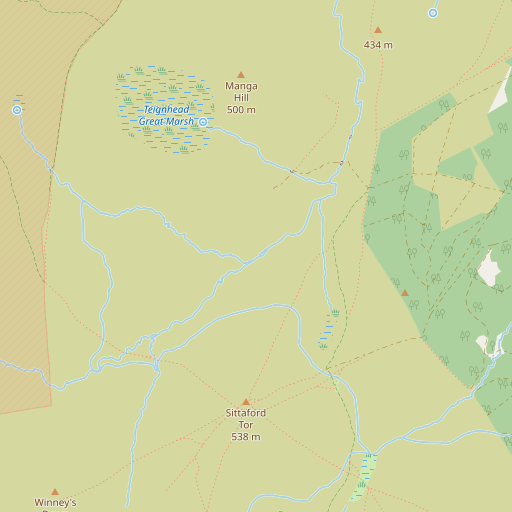 434 m
Manga
Hill
500 m
Teignhead
Great Marsh
Sittaford
Tor
538 m
Winney's